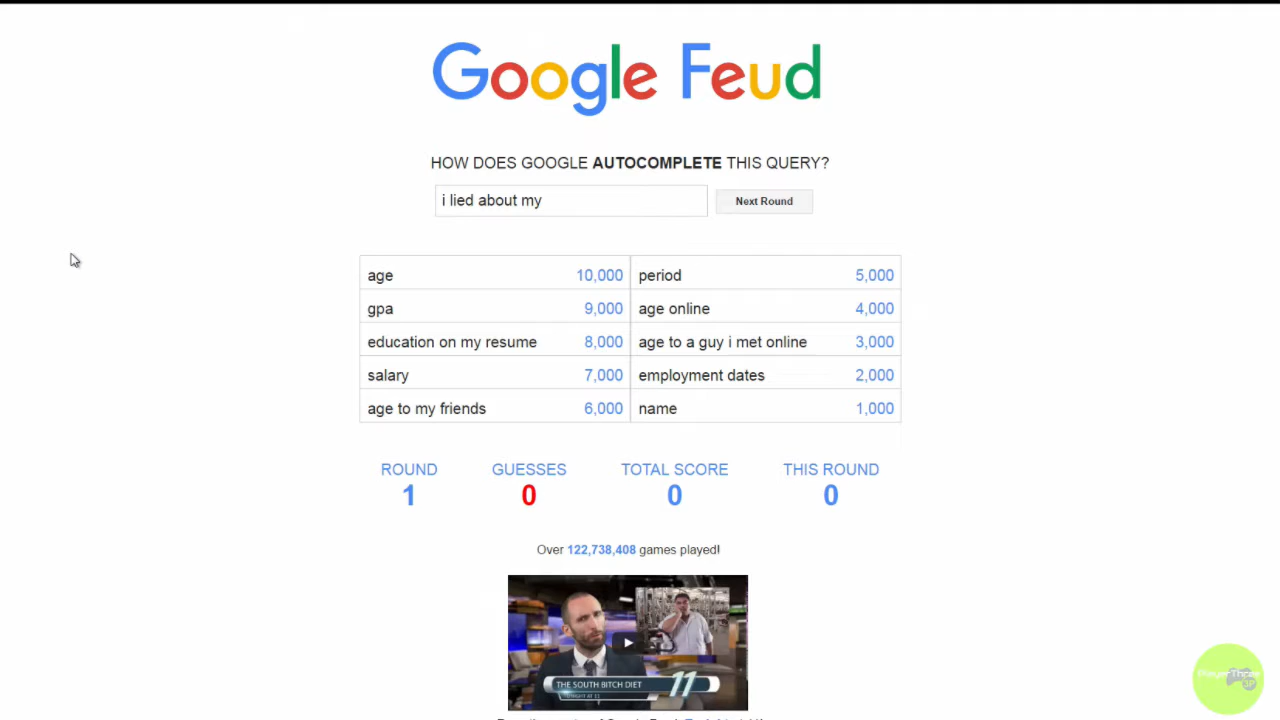 Google Feud
HOW DOES GOOGLE AUTOCOMPLETE THIS QUERY?
i lied about my
Next Round
age 10,000
gpa 9,000
education on my resume 8,000
salary 7,000
age to my friends 6,000
period 5,000
age online 4,000
age to a guy i met online 3,000
employment dates 2,000
name 1,000
ROUND
1
GUESSES
0
TOTAL SCORE
0
THIS ROUND
0
Over 122,738,408 games played!
THE SOUTH BITCH DIET
11